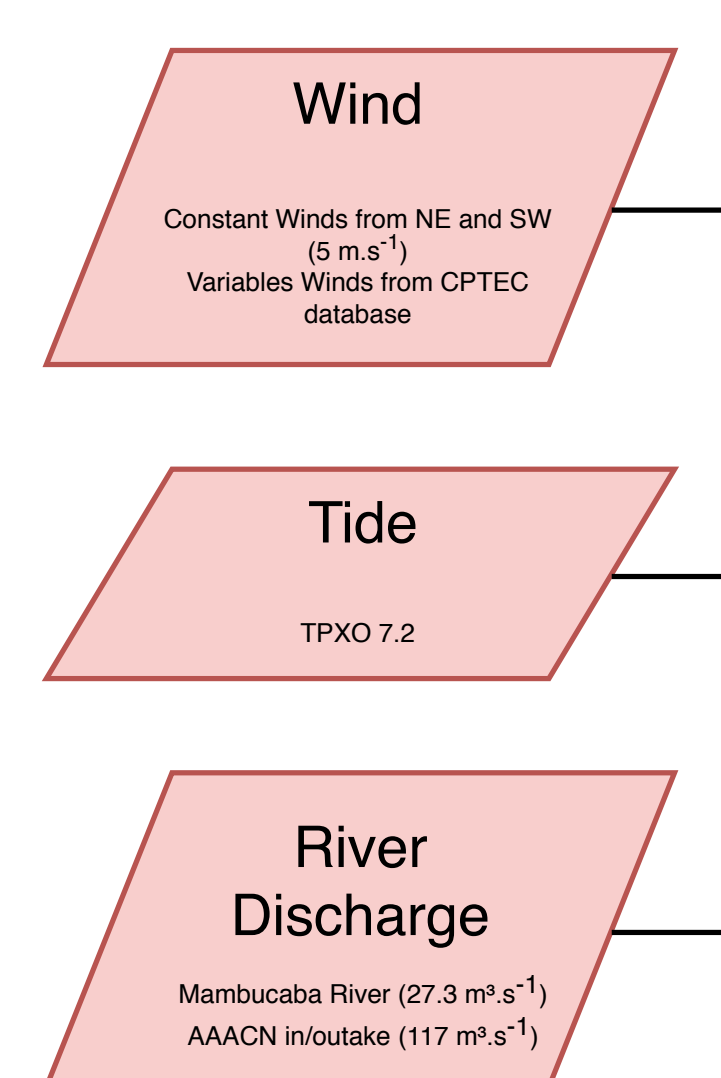 Wind
Constant Winds from NE and SW
(5 m.s⁻¹)
Variables Winds from CPTEC
database
Tide
TPXO 7.2
River
Discharge
Mambucaba River (27.3 m³.s⁻¹)
AAACN in/outake (117 m³.s⁻¹)